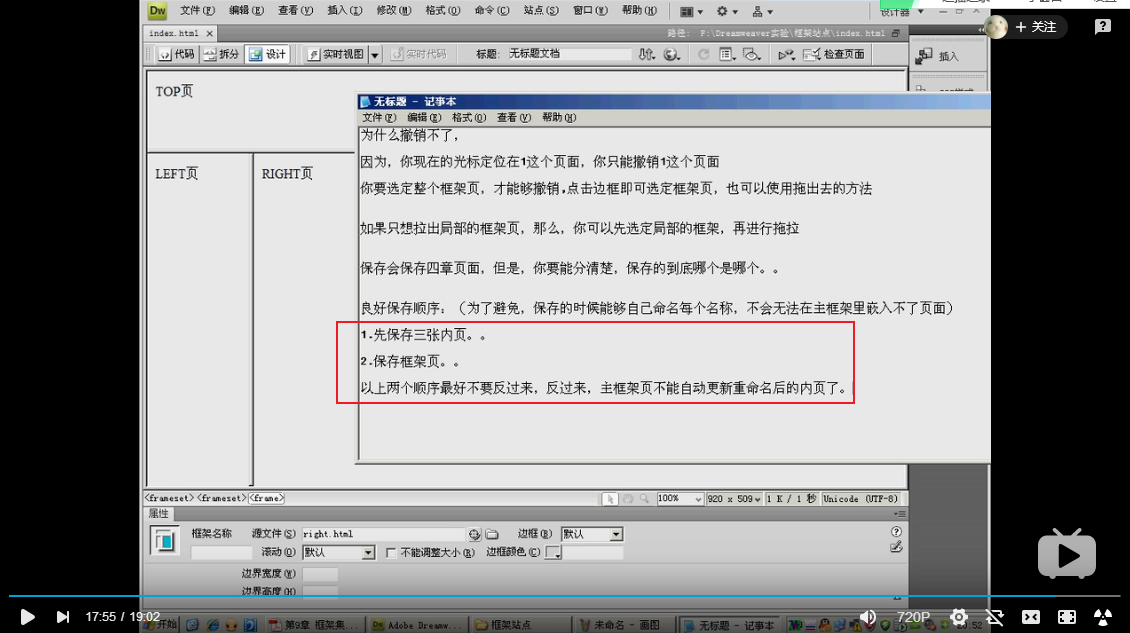 Dw 文件(F) 编辑(E) 查看(V) 插入(I) 修改(M) 格式(O) 命令(C) 站点(S) 窗口(W) 帮助(H) 设计器
index.html × 路径: F:\Dreamweaver实验\框架站点\index.html
+ 关注
代码 拆分 设计 实时视图 实时代码 标题: 无标题文档 检查页面
插入
TOP页
LEFT页
RIGHT页
无标题 - 记事本
文件(F) 编辑(E) 格式(O) 查看(V) 帮助(H)
为什么撤销不了，
因为，你现在的光标定位在1这个页面，你只能撤销1这个页面
你要选定整个框架页，才能够撤销,点击边框即可选定框架页，也可以使用拖出去的方法
如果只想拉出局部的框架页，那么，你可以先选定局部的框架，再进行拖拉
保存会保存四章页面，但是，你要能分清楚，保存的到底哪个是哪个。。
良好保存顺序：（为了避免，保存的时候能够自己命名每个名称，不会无法在主框架里嵌入不了页面）
1.先保存三张内页。。
2.保存框架页。。
以上两个顺序最好不要反过来，反过来，主框架页不能自动更新重命名后的内页了。
<frameset> <frameset> <frame> 100% 920 x 509 1 K / 1 秒 Unicode (UTF-8)
属性
框架名称 源文件(S) right.html 边框(B) 默认
滚动(O) 默认 不能调整大小(R) 边框颜色(C)
边界宽度(W)
边界高度(H)
17:55 / 19:02 720P
开始 第9章 框架集... Adobe Dreamw... 框架站点 未命名 - 画图 无标题 - 记事本